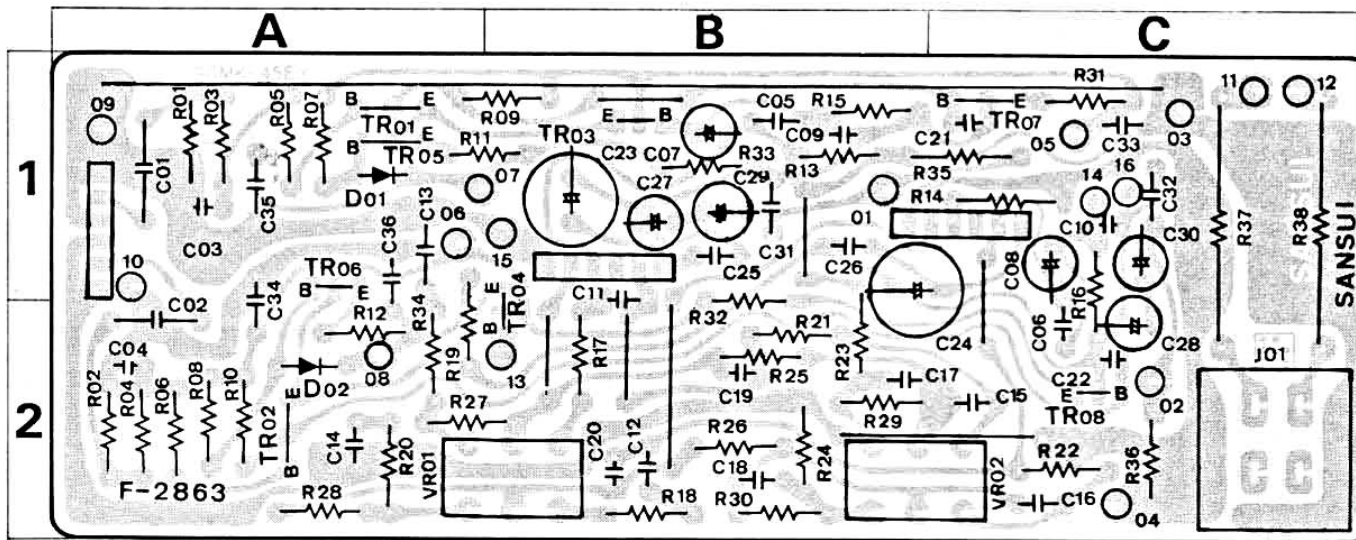 A B C
1
2
09 R01 R03 R05 R07 B E R09 E B C05 R15 B E R31 11 12
TR01 B E R11 TR03 C09 TR07 03
TR05 C23 C07 R33 R13 C21 R35 05 C33
C01 C35 D01 C13 07 C27 C29 R14 14 16 C32
C03 C36 06 C31 01 C10 C30 R37 R38
10 TR06 15 C25 C26 C08 SANSUI
C02 C34 B E R34 E TR04 C11 R32 R16
R12 B R21 R23 C24 C06 C28
C04 R19 R17 J01
R02 R04 R06 R08 R10 D02 08 13 R25 C17 C22
E R27 C19 R29 C15 E B 02
TR02 TR08
B C14 R20 VR01 C20 C12 R26 R24 VR02 R22 R36
F-2863 C18
R28 R18 R30 C16 04